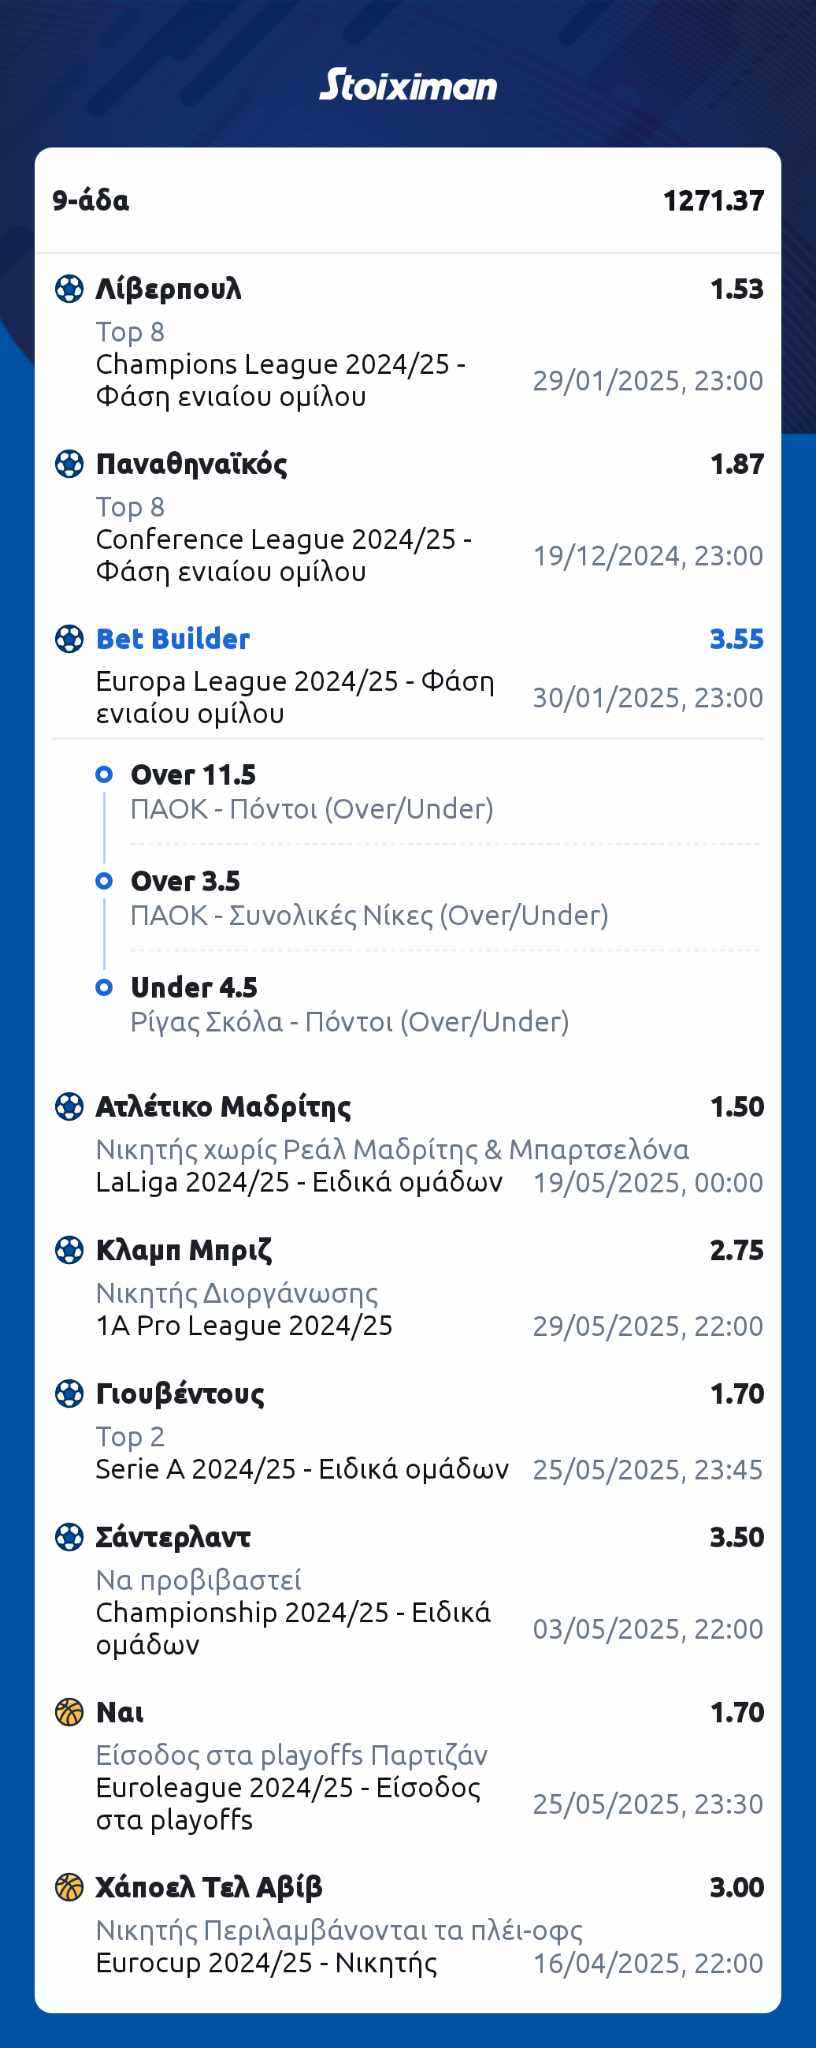 Stoiximan
9-άδα 1271.37
Λίβερπουλ 1.53
Top 8
Champions League 2024/25 -
Φάση ενιαίου ομίλου 29/01/2025, 23:00
Παναθηναϊκός 1.87
Top 8
Conference League 2024/25 -
Φάση ενιαίου ομίλου 19/12/2024, 23:00
Bet Builder 3.55
Europa League 2024/25 - Φάση
ενιαίου ομίλου 30/01/2025, 23:00
Over 11.5
ΠΑΟΚ - Πόντοι (Over/Under)
Over 3.5
ΠΑΟΚ - Συνολικές Νίκες (Over/Under)
Under 4.5
Ρίγας Σκόλα - Πόντοι (Over/Under)
Ατλέτικο Μαδρίτης 1.50
Νικητής χωρίς Ρεάλ Μαδρίτης & Μπαρτσελόνα
LaLiga 2024/25 - Ειδικά ομάδων 19/05/2025, 00:00
Κλαμπ Μπριζ 2.75
Νικητής Διοργάνωσης
1A Pro League 2024/25 29/05/2025, 22:00
Γιουβέντους 1.70
Top 2
Serie A 2024/25 - Ειδικά ομάδων 25/05/2025, 23:45
Σάντερλαντ 3.50
Να προβιβαστεί
Championship 2024/25 - Ειδικά
ομάδων 03/05/2025, 22:00
Ναι 1.70
Είσοδος στα playoffs Παρτιζάν
Euroleague 2024/25 - Είσοδος
στα playoffs 25/05/2025, 23:30
Χάποελ Τελ Αβίβ 3.00
Νικητής Περιλαμβάνονται τα πλέι-οφς
Eurocup 2024/25 - Νικητής 16/04/2025, 22:00